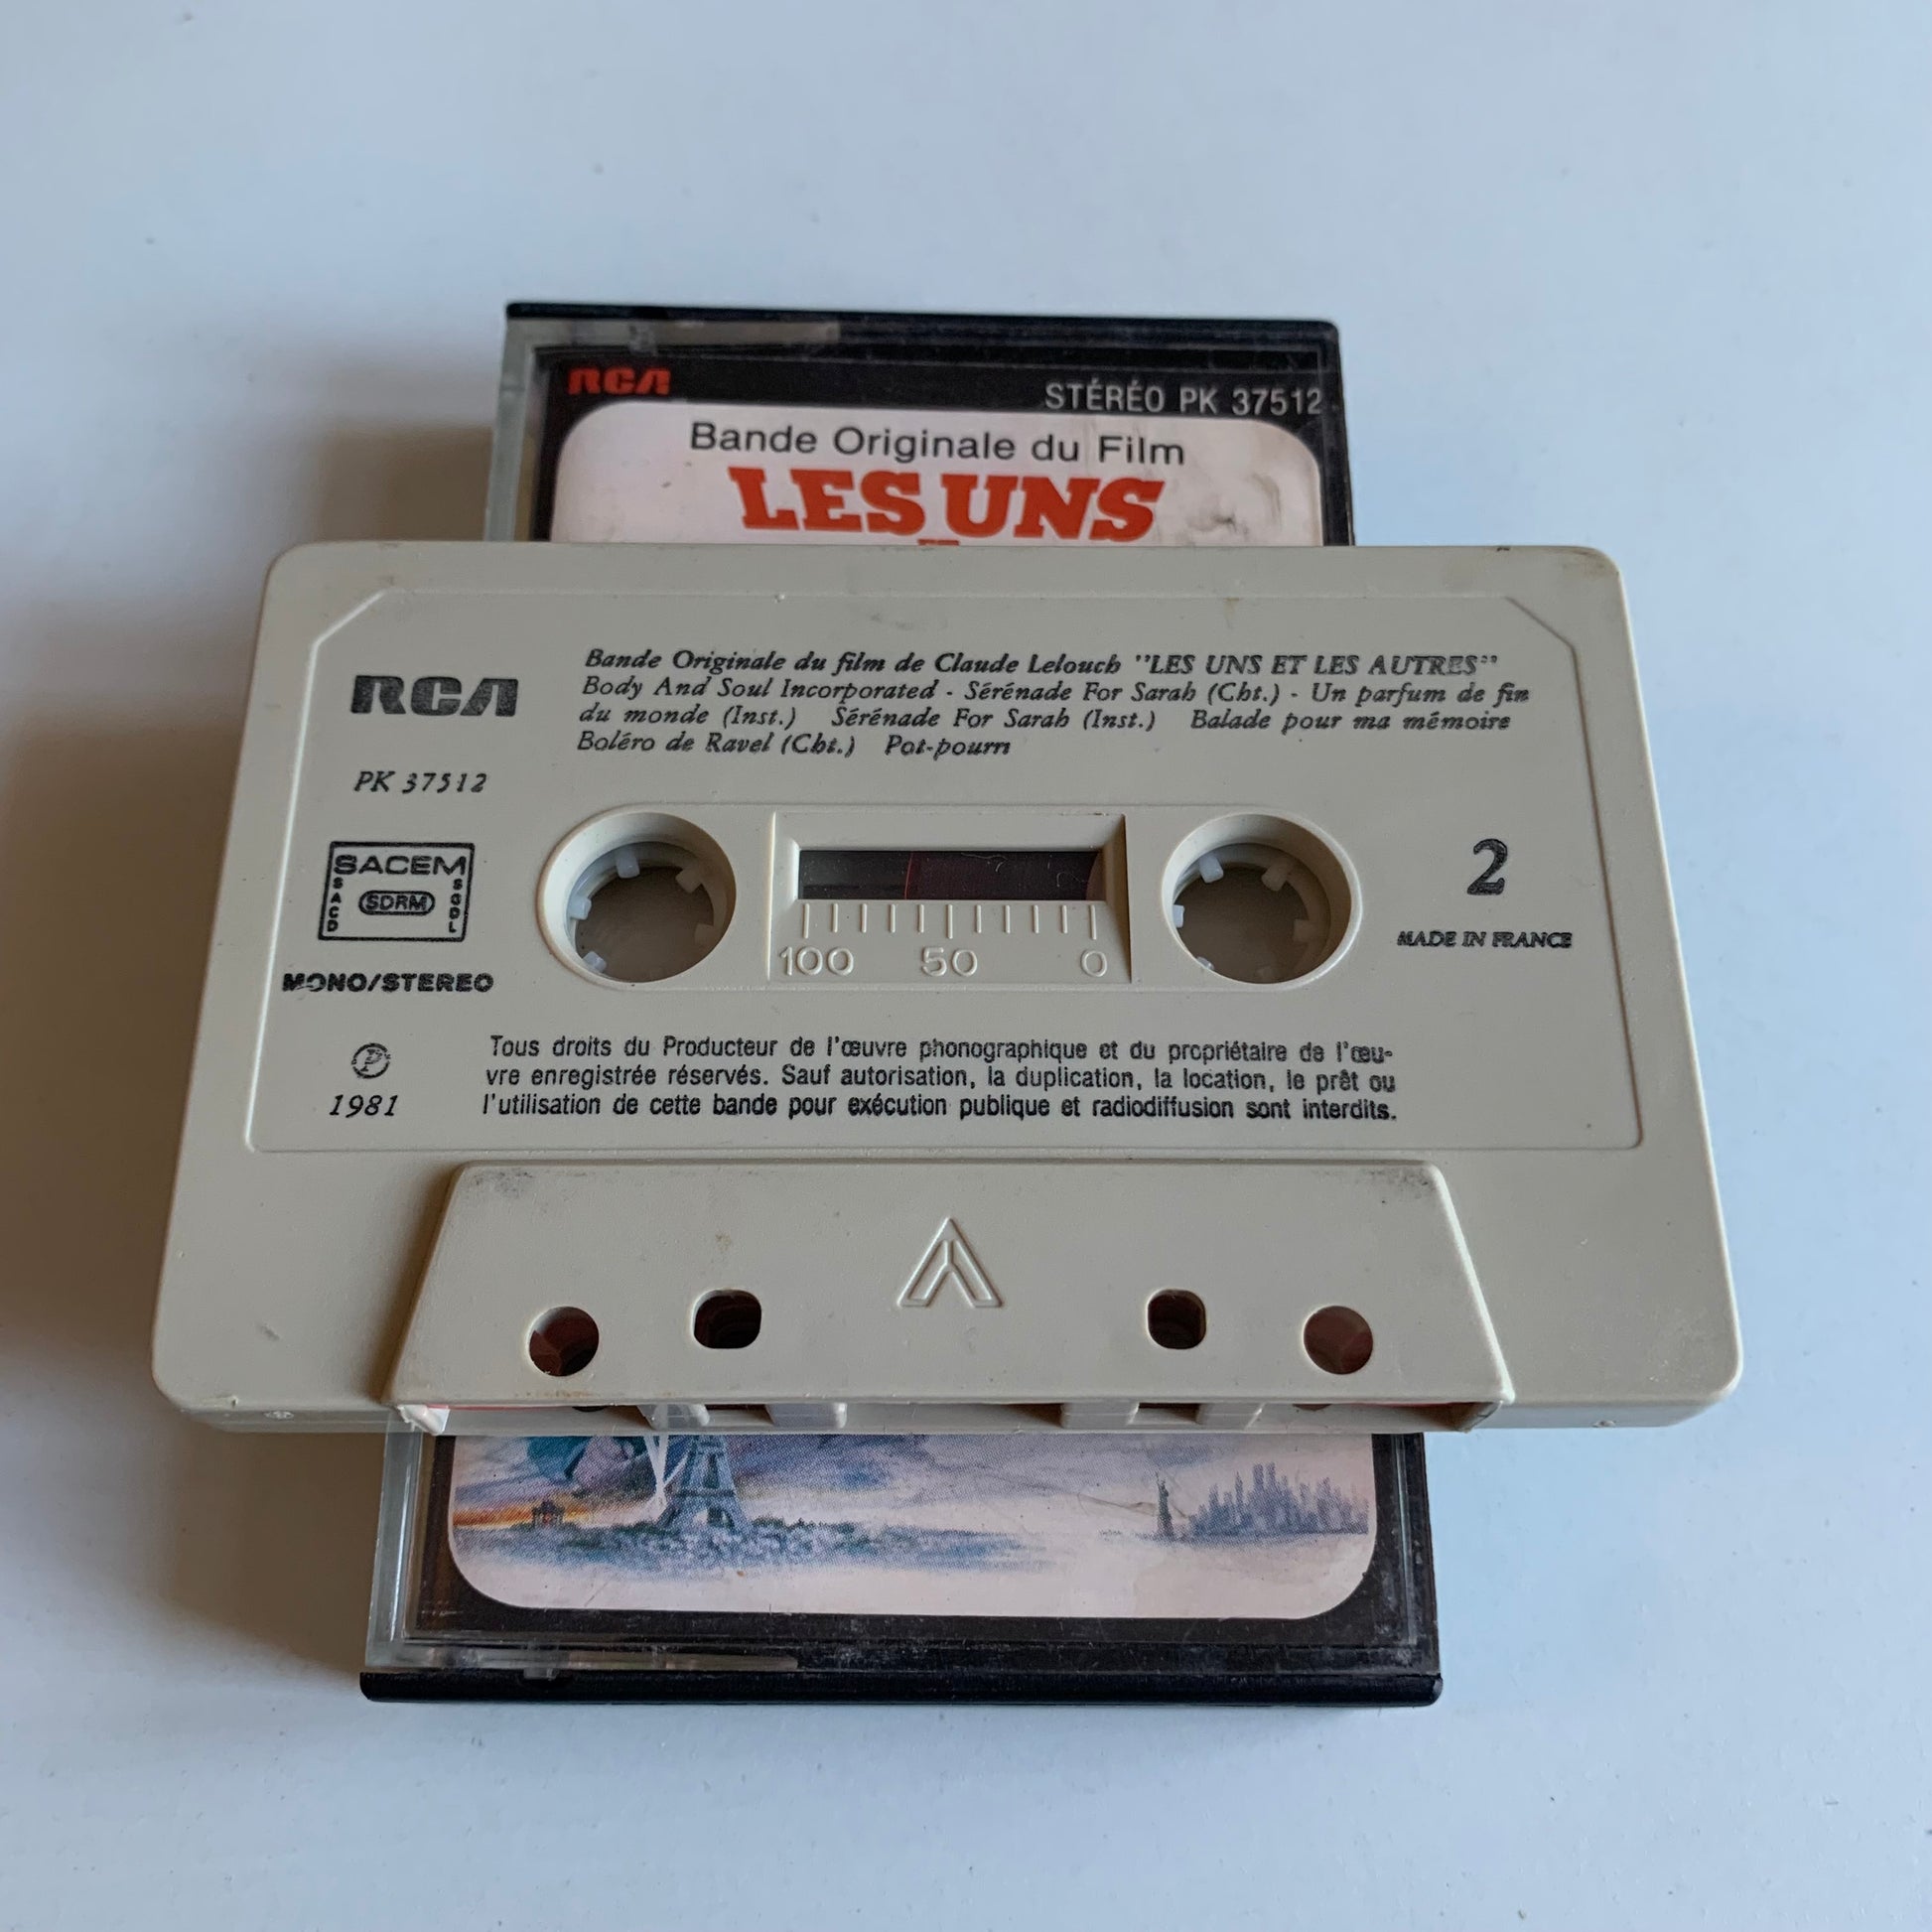 RCA
STÉRÉO PK 37512
Bande Originale du Film
LES UNS
RCA
Bande Originale du film de Claude Lelouch "LES UNS ET LES AUTRES"
Body And Soul Incorporated - Sérénade For Sarah (Cht.) - Un parfum de fin
du monde (Inst.) Sérénade For Sarah (Inst.) Balade pour ma mémoire
Boléro de Ravel (Cht.) Pot-pourri
PK 37512
SACEM
SACD
SDRM
SGDL
MONO/STEREO
100 50 0
2
MADE IN FRANCE
℗
1981
Tous droits du Producteur de l'œuvre phonographique et du propriétaire de l'œu-
vre enregistrée réservés. Sauf autorisation, la duplication, la location, le prêt ou
l'utilisation de cette bande pour exécution publique et radiodiffusion sont interdits.